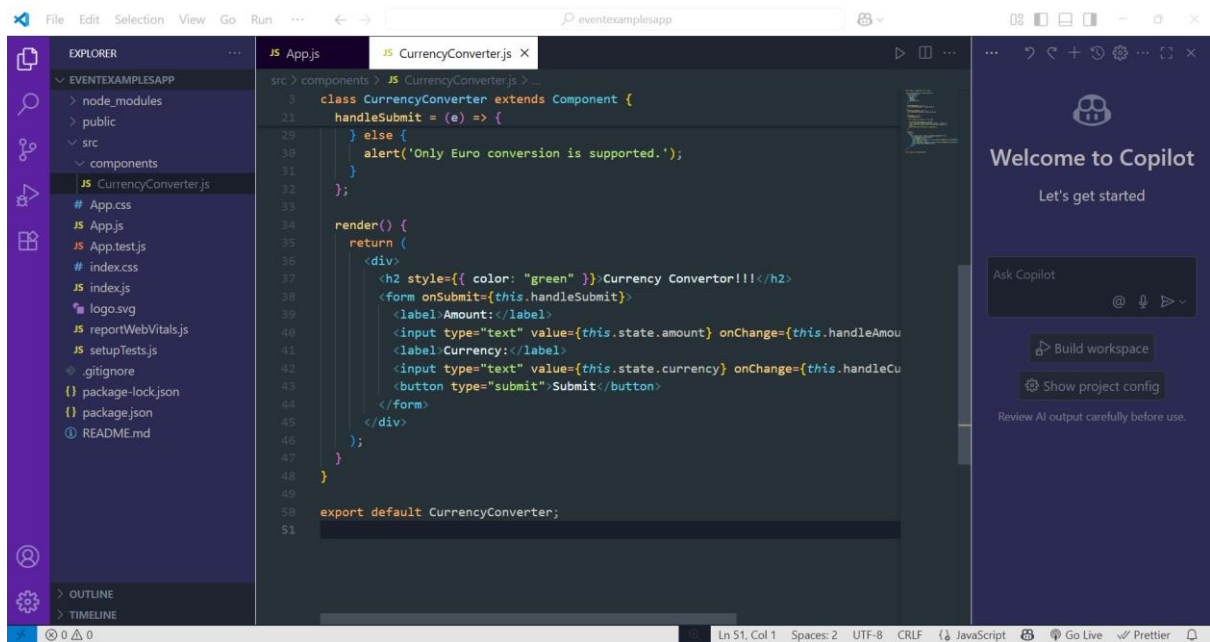 File Edit Selection View Go Run ··· ← → eventexamplesapp
EXPLORER ···
EVENTEXAMPLESAPP
node_modules
public
src
components
JS CurrencyConverter.js
# App.css
JS App.js
JS App.test.js
# index.css
JS index.js
logo.svg
JS reportWebVitals.js
JS setupTests.js
.gitignore
{} package-lock.json
{} package.json
README.md
OUTLINE
TIMELINE
JS App.js JS CurrencyConverter.js ×
src > components > JS CurrencyConverter.js > ...
3 class CurrencyConverter extends Component {
21 handleSubmit = (e) => {
29 } else {
30 alert('Only Euro conversion is supported.');
31 }
32 };
33
34 render() {
35 return (
36 <div>
37 <h2 style={{ color: "green" }}>Currency Convertor!!!</h2>
38 <form onSubmit={this.handleSubmit}>
39 <label>Amount:</label>
40 <input type="text" value={this.state.amount} onChange={this.handleAmou
41 <label>Currency:</label>
42 <input type="text" value={this.state.currency} onChange={this.handleCu
43 <button type="submit">Submit</button>
44 </form>
45 </div>
46 );
47 }
48 }
49
50 export default CurrencyConverter;
51
Welcome to Copilot
Let's get started
Ask Copilot
@
Build workspace
Show project config
Review AI output carefully before use.
0 0 Ln 51, Col 1 Spaces: 2 UTF-8 CRLF {} JavaScript Go Live Prettier